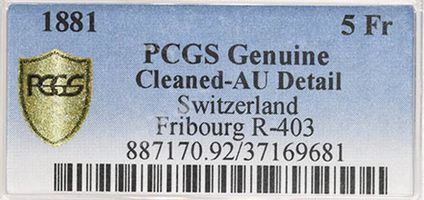 1881 5 Fr
PCGS Genuine
Cleaned-AU Detail
PCGS
Switzerland
Fribourg R-403
887170.92/37169681